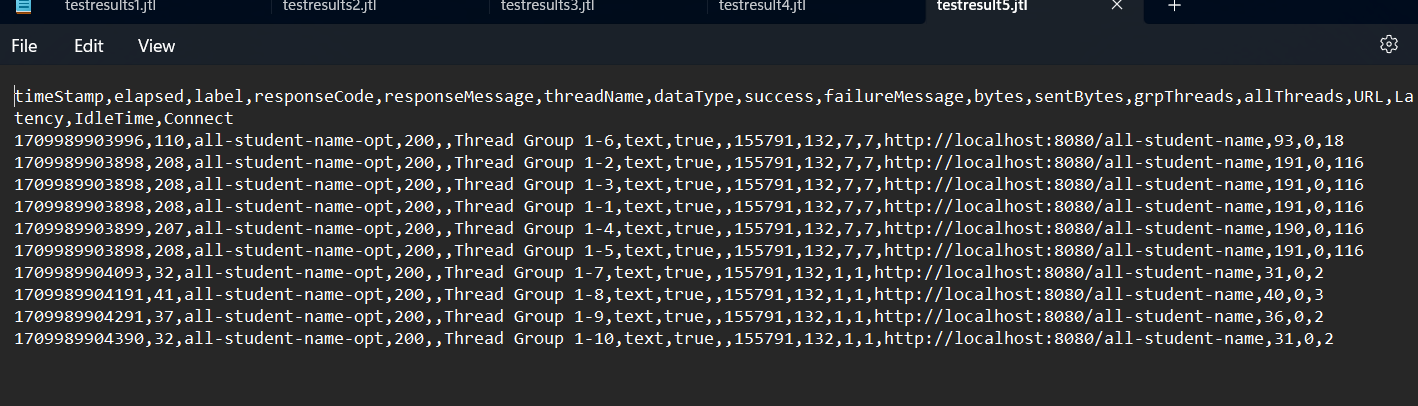 testresults1.jtl testresults2.jtl testresults3.jtl testresult4.jtl testresult5.jtl
File Edit View
timeStamp,elapsed,label,responseCode,responseMessage,threadName,dataType,success,failureMessage,bytes,sentBytes,grpThreads,allThreads,URL,La
tency,IdleTime,Connect
1709989903996,110,all-student-name-opt,200,,Thread Group 1-6,text,true,,155791,132,7,7,http://localhost:8080/all-student-name,93,0,18
1709989903898,208,all-student-name-opt,200,,Thread Group 1-2,text,true,,155791,132,7,7,http://localhost:8080/all-student-name,191,0,116
1709989903898,208,all-student-name-opt,200,,Thread Group 1-3,text,true,,155791,132,7,7,http://localhost:8080/all-student-name,191,0,116
1709989903898,208,all-student-name-opt,200,,Thread Group 1-1,text,true,,155791,132,7,7,http://localhost:8080/all-student-name,191,0,116
1709989903899,207,all-student-name-opt,200,,Thread Group 1-4,text,true,,155791,132,7,7,http://localhost:8080/all-student-name,190,0,116
1709989903898,208,all-student-name-opt,200,,Thread Group 1-5,text,true,,155791,132,7,7,http://localhost:8080/all-student-name,191,0,116
1709989904093,32,all-student-name-opt,200,,Thread Group 1-7,text,true,,155791,132,1,1,http://localhost:8080/all-student-name,31,0,2
1709989904191,41,all-student-name-opt,200,,Thread Group 1-8,text,true,,155791,132,1,1,http://localhost:8080/all-student-name,40,0,3
1709989904291,37,all-student-name-opt,200,,Thread Group 1-9,text,true,,155791,132,1,1,http://localhost:8080/all-student-name,36,0,2
1709989904390,32,all-student-name-opt,200,,Thread Group 1-10,text,true,,155791,132,1,1,http://localhost:8080/all-student-name,31,0,2